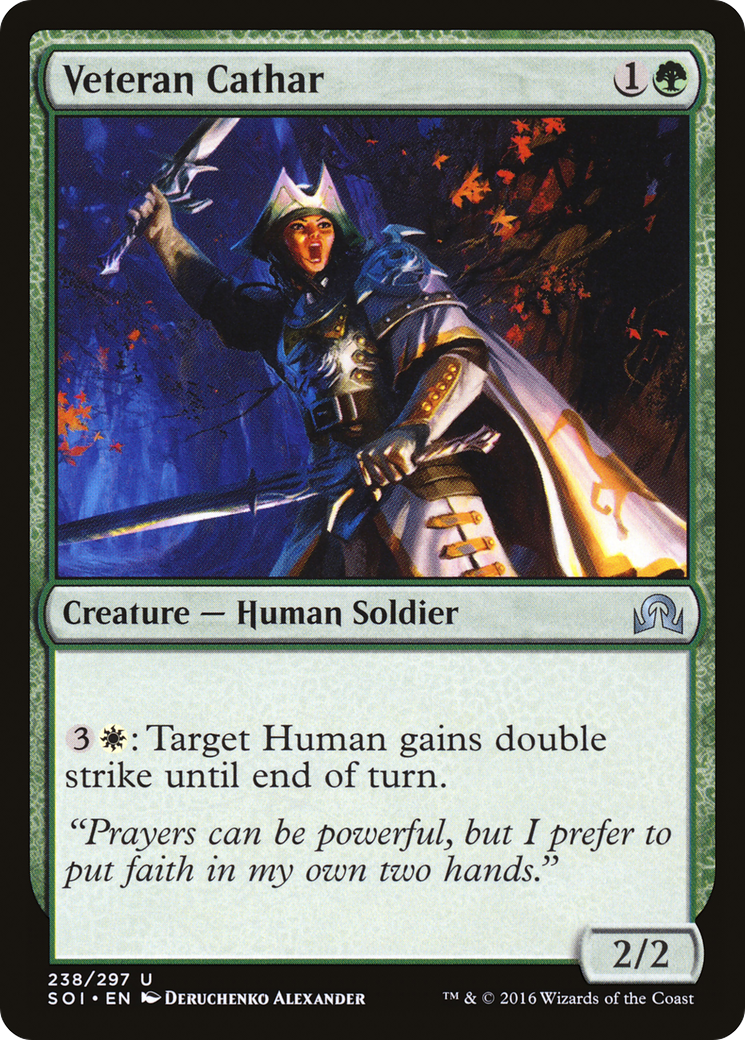 Veteran Cathar 1
Creature — Human Soldier
3 : Target Human gains double
strike until end of turn.
“Prayers can be powerful, but I prefer to
put faith in my own two hands.”
2/2
238/297 U
SOI • EN DERUCHENKO ALEXANDER
™ & © 2016 Wizards of the Coast